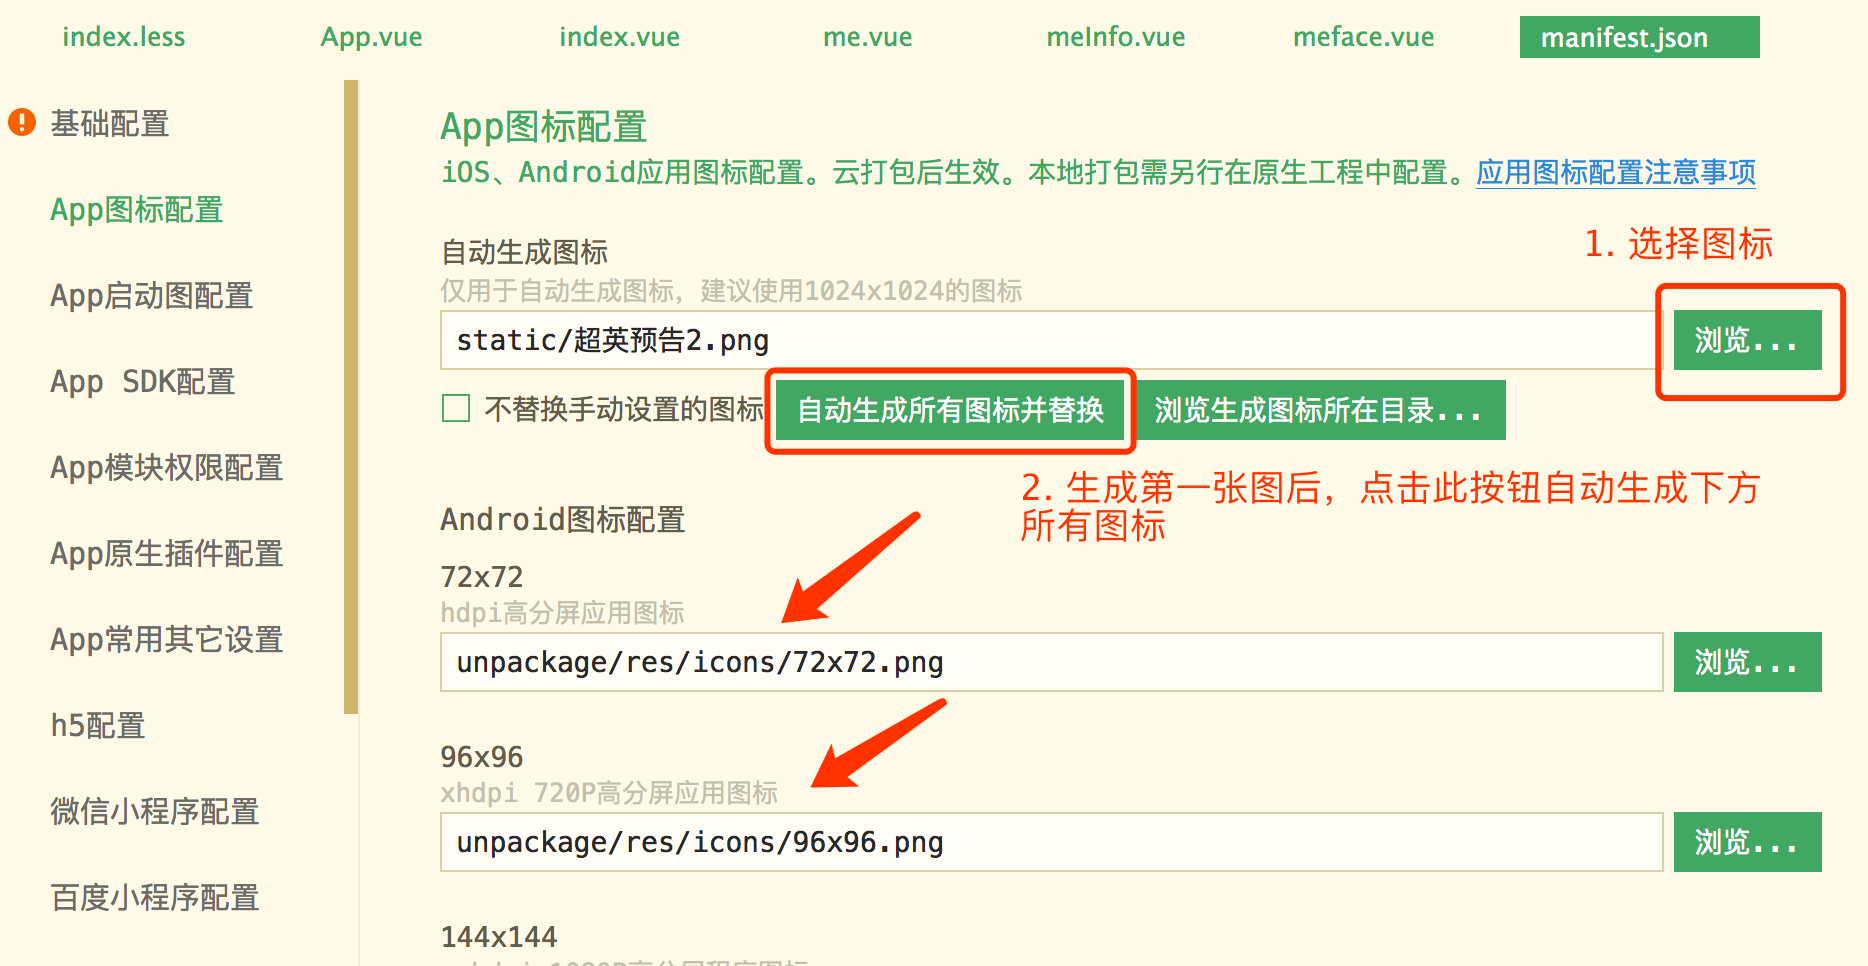 index.less App.vue index.vue me.vue meInfo.vue meface.vue manifest.json
基础配置
App图标配置
App启动图配置
App SDK配置
App模块权限配置
App原生插件配置
App常用其它设置
h5配置
微信小程序配置
百度小程序配置
App图标配置
iOS、Android应用图标配置。云打包后生效。本地打包需另行在原生工程中配置。应用图标配置注意事项
自动生成图标
仅用于自动生成图标，建议使用1024x1024的图标
1. 选择图标
static/超英预告2.png 浏览...
不替换手动设置的图标 自动生成所有图标并替换 浏览生成图标所在目录...
2. 生成第一张图后，点击此按钮自动生成下方
所有图标
Android图标配置
72x72
hdpi高分屏应用图标
unpackage/res/icons/72x72.png 浏览...
96x96
xhdpi 720P高分屏应用图标
unpackage/res/icons/96x96.png 浏览...
144x144